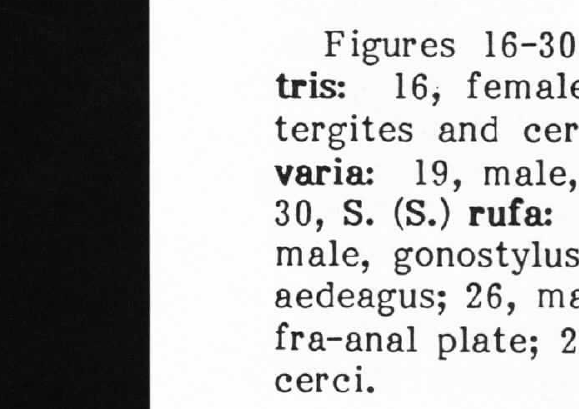 Figures 16-30
tris: 16, female
tergites and cer
varia: 19, male,
30, S. (S.) rufa:
male, gonostylus
aedeagus; 26, ma
fra-anal plate; 2
cerci.